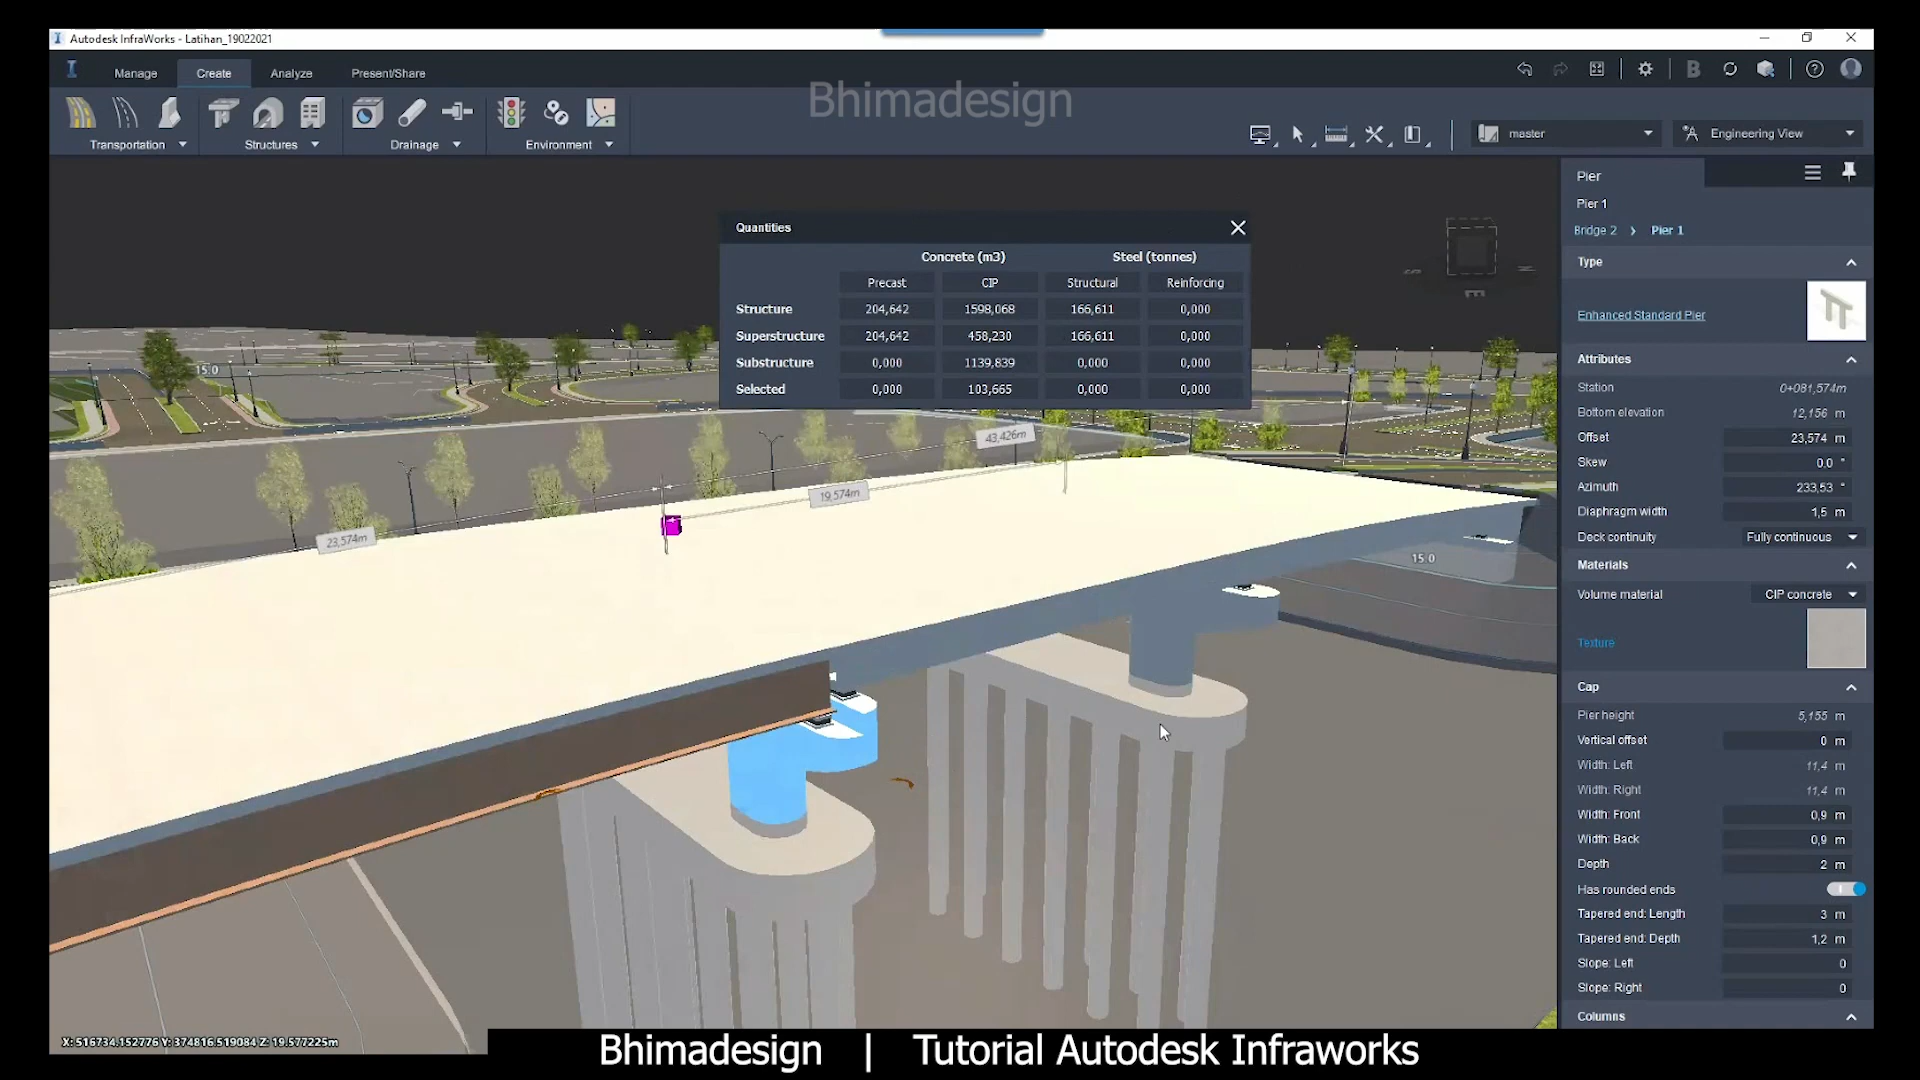 Autodesk InfraWorks - Latihan_19022021
Manage Create Analyze Present/Share
Bhimadesign
Transportation Structures Drainage Environment
master Engineering View
Quantities
Concrete (m3) Steel (tonnes)
Precast CIP Structural Reinforcing
Structure 204,642 1598,068 166,611 0,000
Superstructure 204,642 458,230 166,611 0,000
Substructure 0,000 1139,839 0,000 0,000
Selected 0,000 103,665 0,000 0,000
15.0
43,426m
19,574m
23,574m
15.0
Pier
Pier 1
Bridge 2 > Pier 1
Type
Enhanced Standard Pier
Attributes
Station 0+081,574m
Bottom elevation 12,156 m
Offset 23,574 m
Skew 0,0 °
Azimuth 233,53 °
Diaphragm width 1,5 m
Deck continuity Fully continuous
Materials
Volume material CIP concrete
Texture
Cap
Pier height 5,155 m
Vertical offset 0 m
Width: Left 11,4 m
Width: Right 11,4 m
Width: Front 0,9 m
Width: Back 0,9 m
Depth 2 m
Has rounded ends
Tapered end: Length 3 m
Tapered end: Depth 1,2 m
Slope: Left 0
Slope: Right 0
Columns
X: 516734.152776 Y: 374816.519084 Z: 19.577225m
Bhimadesign | Tutorial Autodesk Infraworks